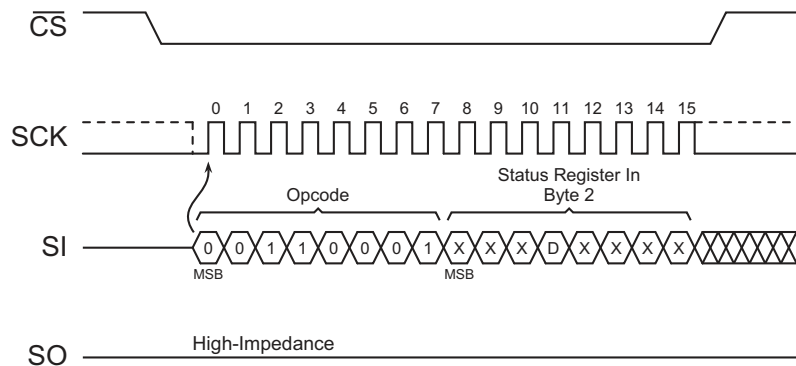 CS
0 1 2 3 4 5 6 7 8 9 10 11 12 13 14 15
SCK
Status Register In
Opcode Byte 2
SI 0 0 1 1 0 0 0 1 X X X D X X X X
MSB MSB
High-Impedance
SO